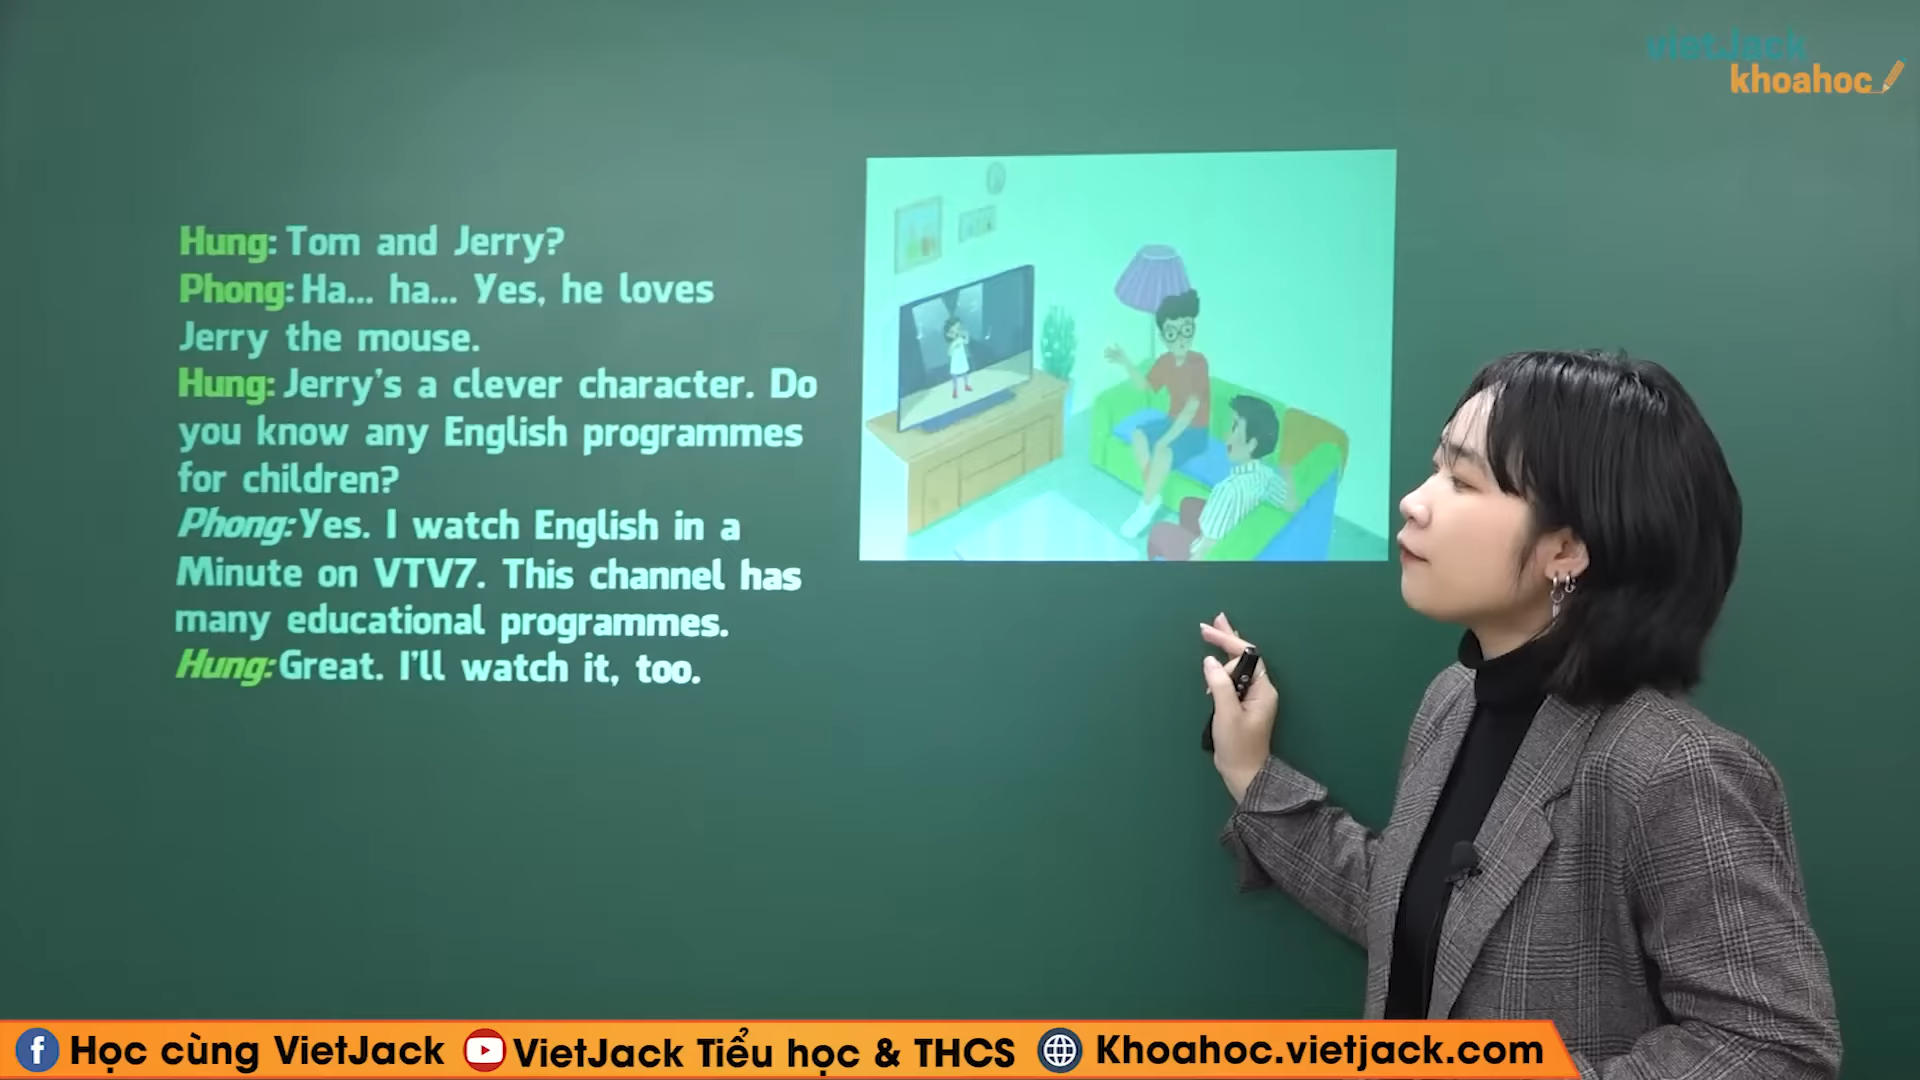 vietJack
khoahoc
Hung: Tom and Jerry?
Phong: Ha... ha... Yes, he loves
Jerry the mouse.
Hung: Jerry's a clever character. Do
you know any English programmes
for children?
Phong: Yes. I watch English in a
Minute on VTV7. This channel has
many educational programmes.
Hung: Great. I'll watch it, too.
Học cùng VietJack VietJack Tiểu học & THCS Khoahoc.vietjack.com